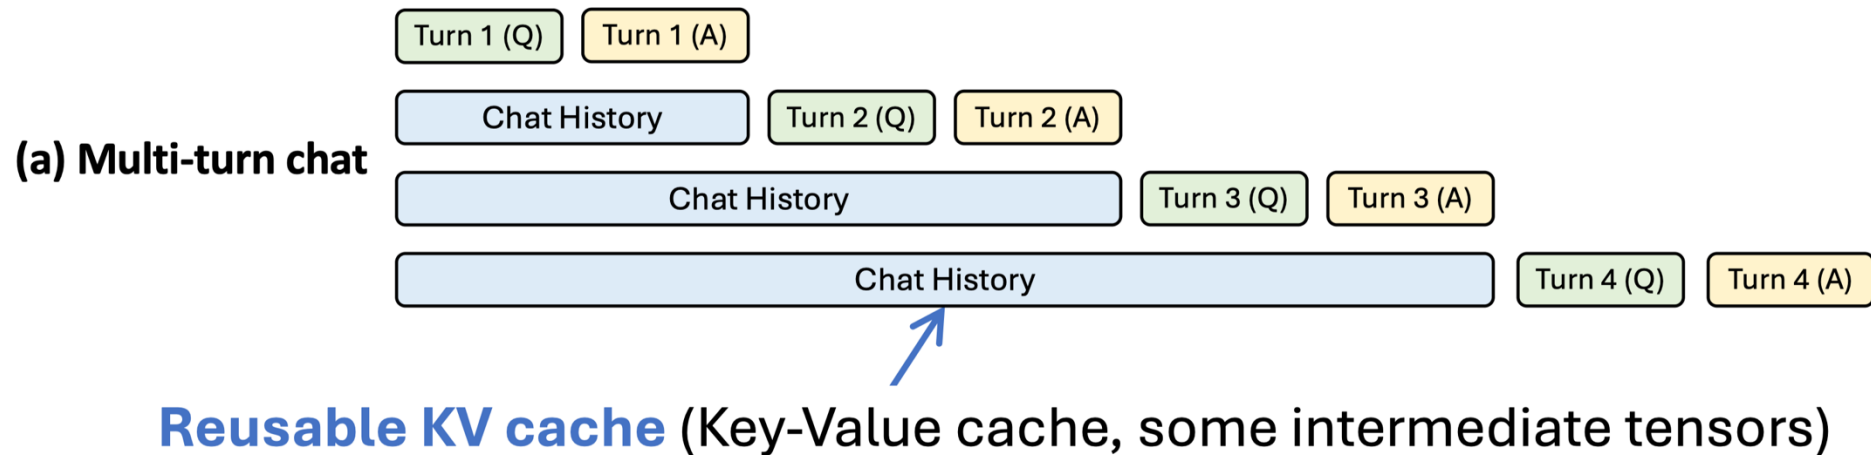 Turn 1 (Q) Turn 1 (A)
Chat History Turn 2 (Q) Turn 2 (A)
(a) Multi-turn chat
Chat History Turn 3 (Q) Turn 3 (A)
Chat History Turn 4 (Q) Turn 4 (A)
Reusable KV cache (Key-Value cache, some intermediate tensors)